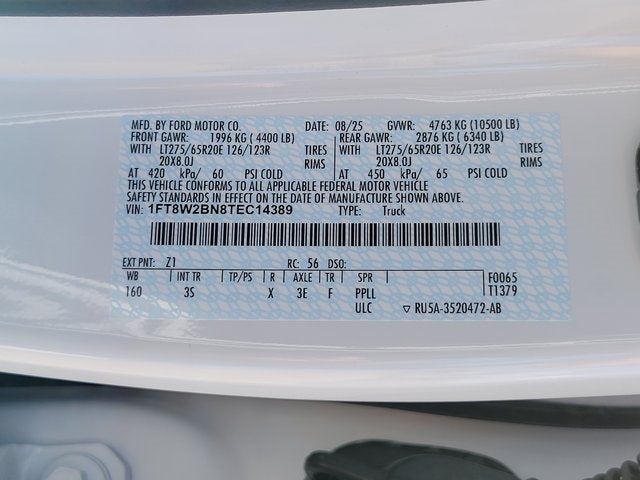 MFD. BY FORD MOTOR CO. DATE: 08/25 GVWR: 4763 KG (10500 LB)
FRONT GAWR: 1996 KG ( 4400 LB) REAR GAWR: 2876 KG ( 6340 LB)
WITH LT275/65R20E 126/123R TIRES WITH LT275/65R20E 126/123R TIRES
20X8.0J RIMS 20X8.0J RIMS
AT 420 kPa/ 60 PSI COLD AT 450 kPa/ 65 PSI COLD
THIS VEHICLE CONFORMS TO ALL APPLICABLE FEDERAL MOTOR VEHICLE
SAFETY STANDARDS IN EFFECT ON THE DATE OF MANUFACTURE SHOWN ABOVE.
VIN: 1FT8W2BN8TEC14389 TYPE: Truck
EXT PNT: Z1 RC: 56 DSO:
WB INT TR TP/PS R AXLE TR SPR F0065
160 3S X 3E F PPLL T1379
ULC ▽ RU5A-3520472-AB